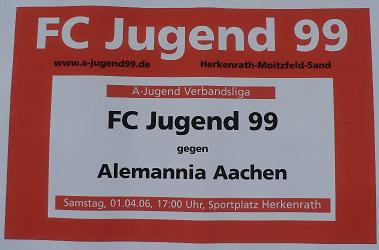 FC Jugend 99
www.a-jugend99.de Herkenrath-Moitzfeld-Sand
A-Jugend Verbandsliga
FC Jugend 99
gegen
Alemannia Aachen
Samstag, 01.04.06, 17:00 Uhr, Sportplatz Herkenrath